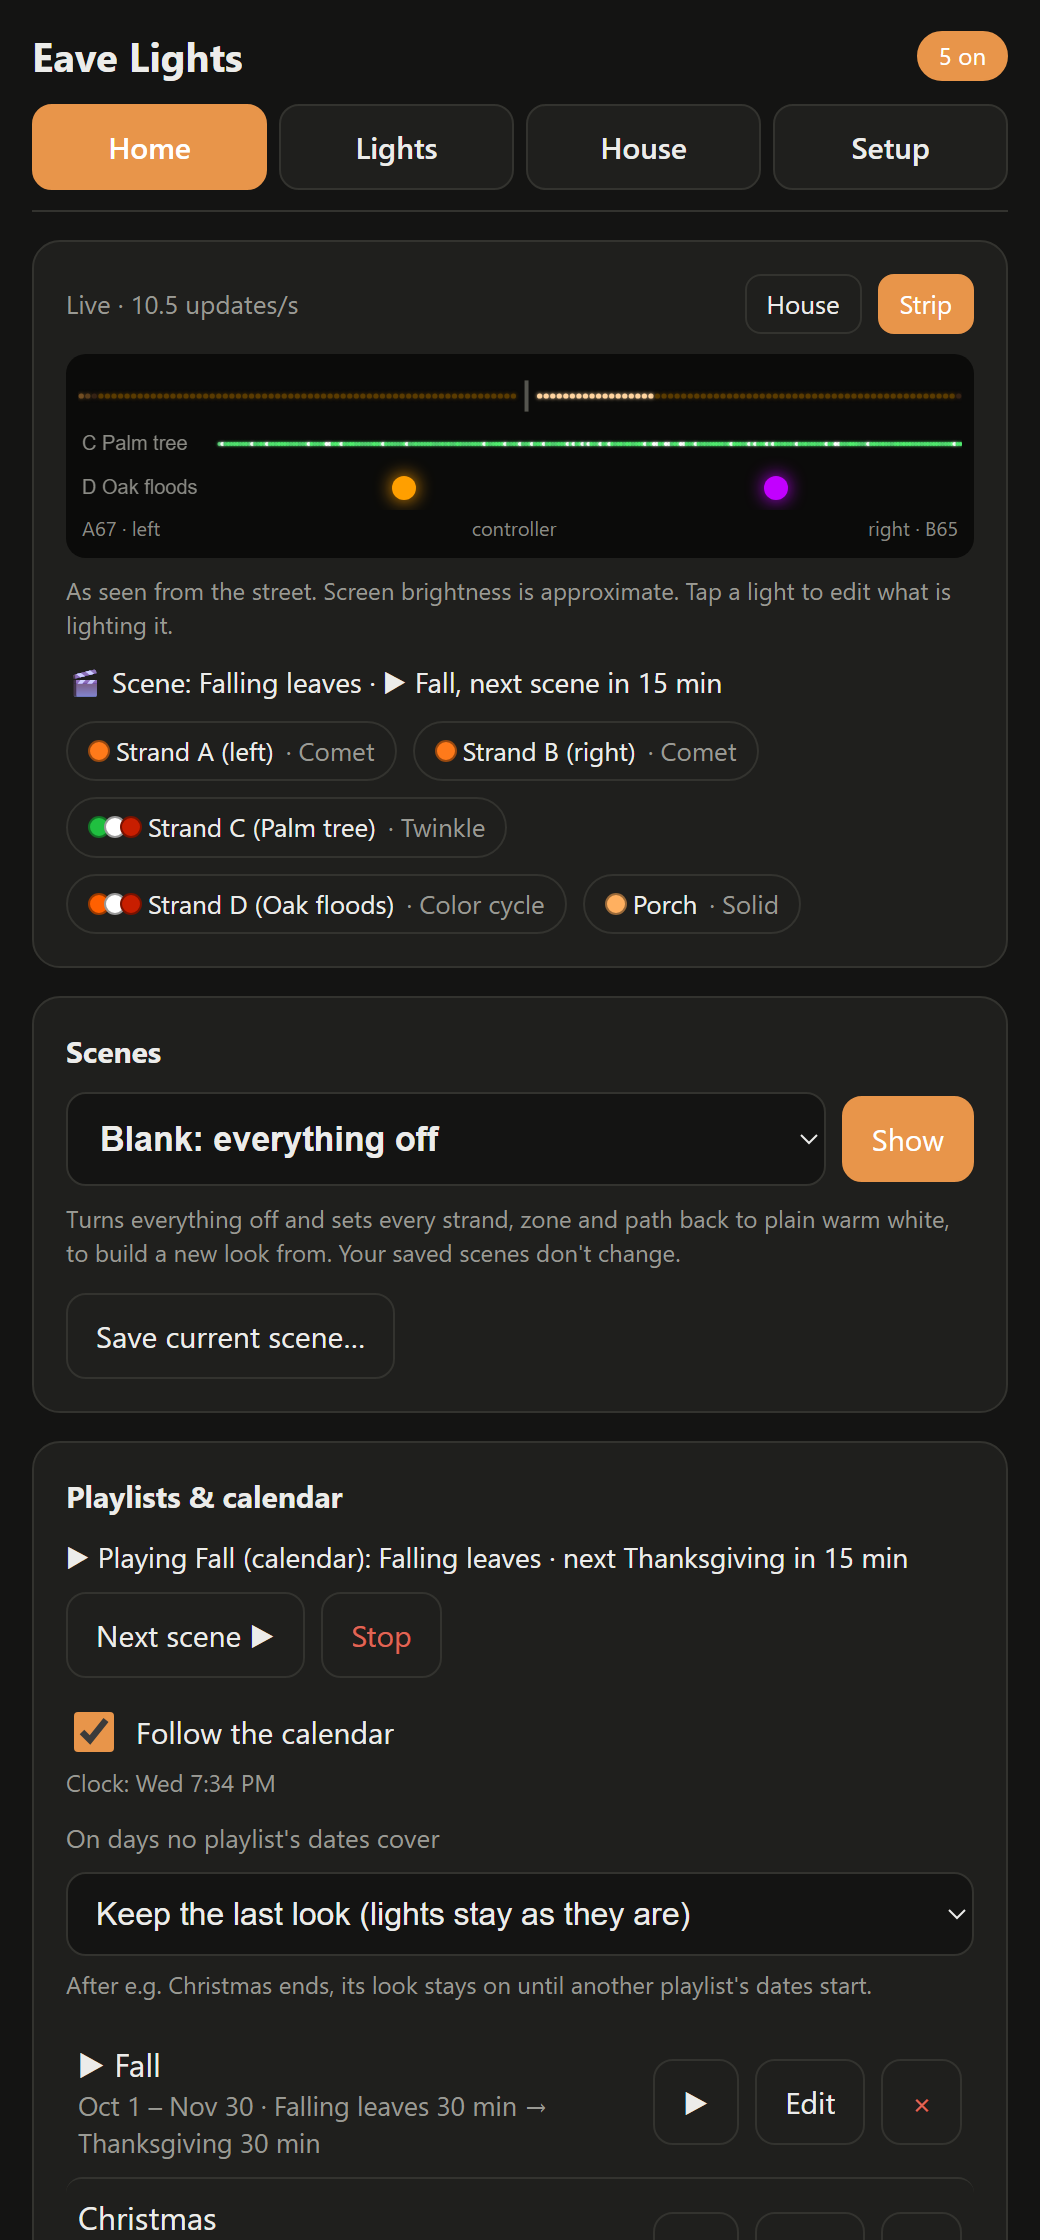 Eave Lights
5 on
Home
Lights
House
Setup
Live · 10.5 updates/s
House
Strip
C Palm tree
D Oak floods
A67 · left
controller
right · B65
As seen from the street. Screen brightness is approximate. Tap a light to edit what is
lighting it.
Scene: Falling leaves · ▶ Fall, next scene in 15 min
Strand A (left) · Comet
Strand B (right) · Comet
Strand C (Palm tree) · Twinkle
Strand D (Oak floods) · Color cycle
Porch · Solid
Scenes
Blank: everything off
Show
Turns everything off and sets every strand, zone and path back to plain warm white,
to build a new look from. Your saved scenes don't change.
Save current scene...
Playlists & calendar
▶ Playing Fall (calendar): Falling leaves · next Thanksgiving in 15 min
Next scene ▶
Stop
Follow the calendar
Clock: Wed 7:34 PM
On days no playlist's dates cover
Keep the last look (lights stay as they are)
After e.g. Christmas ends, its look stays on until another playlist's dates start.
▶ Fall
Oct 1 – Nov 30 · Falling leaves 30 min →
Thanksgiving 30 min
▶
Edit
×
Christmas